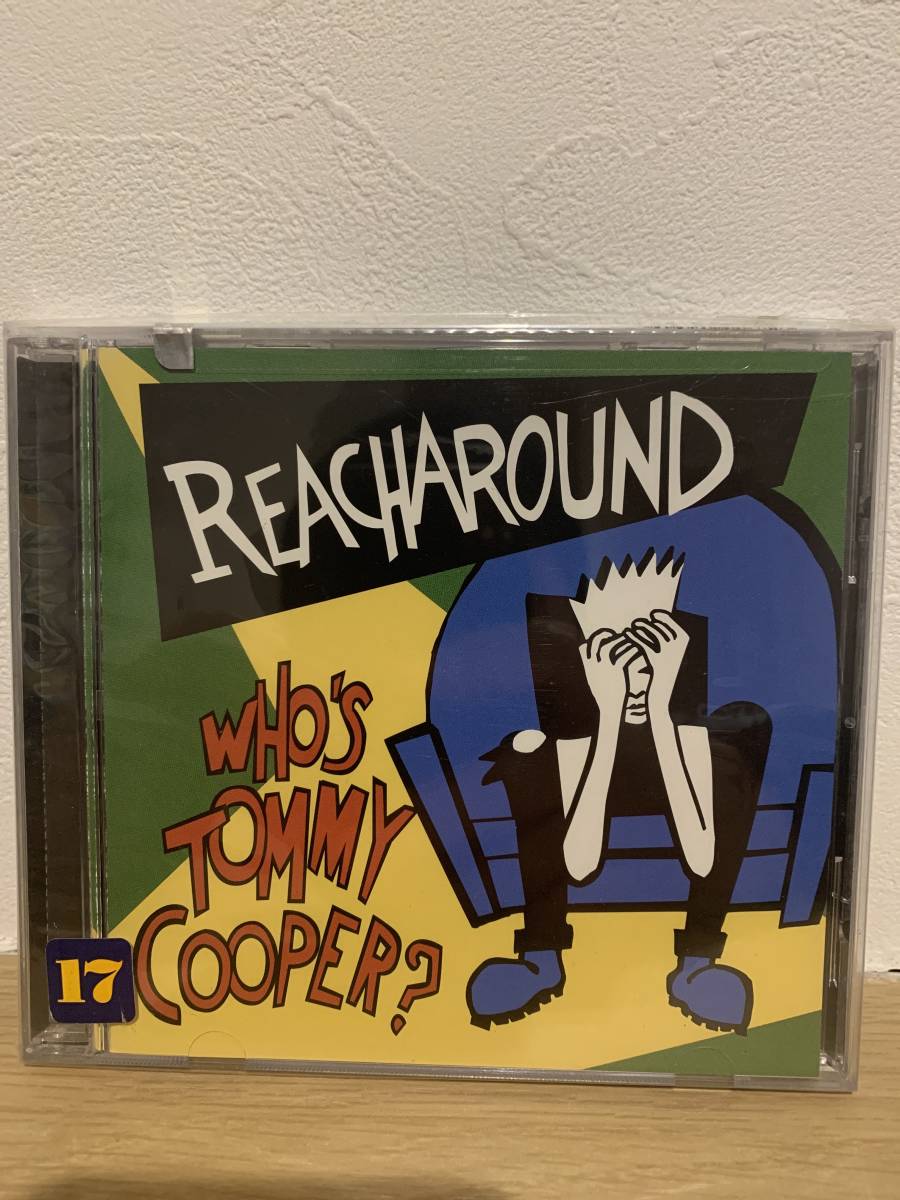 REACHAROUND
WHO'S
TOMMY
COOPER?
17